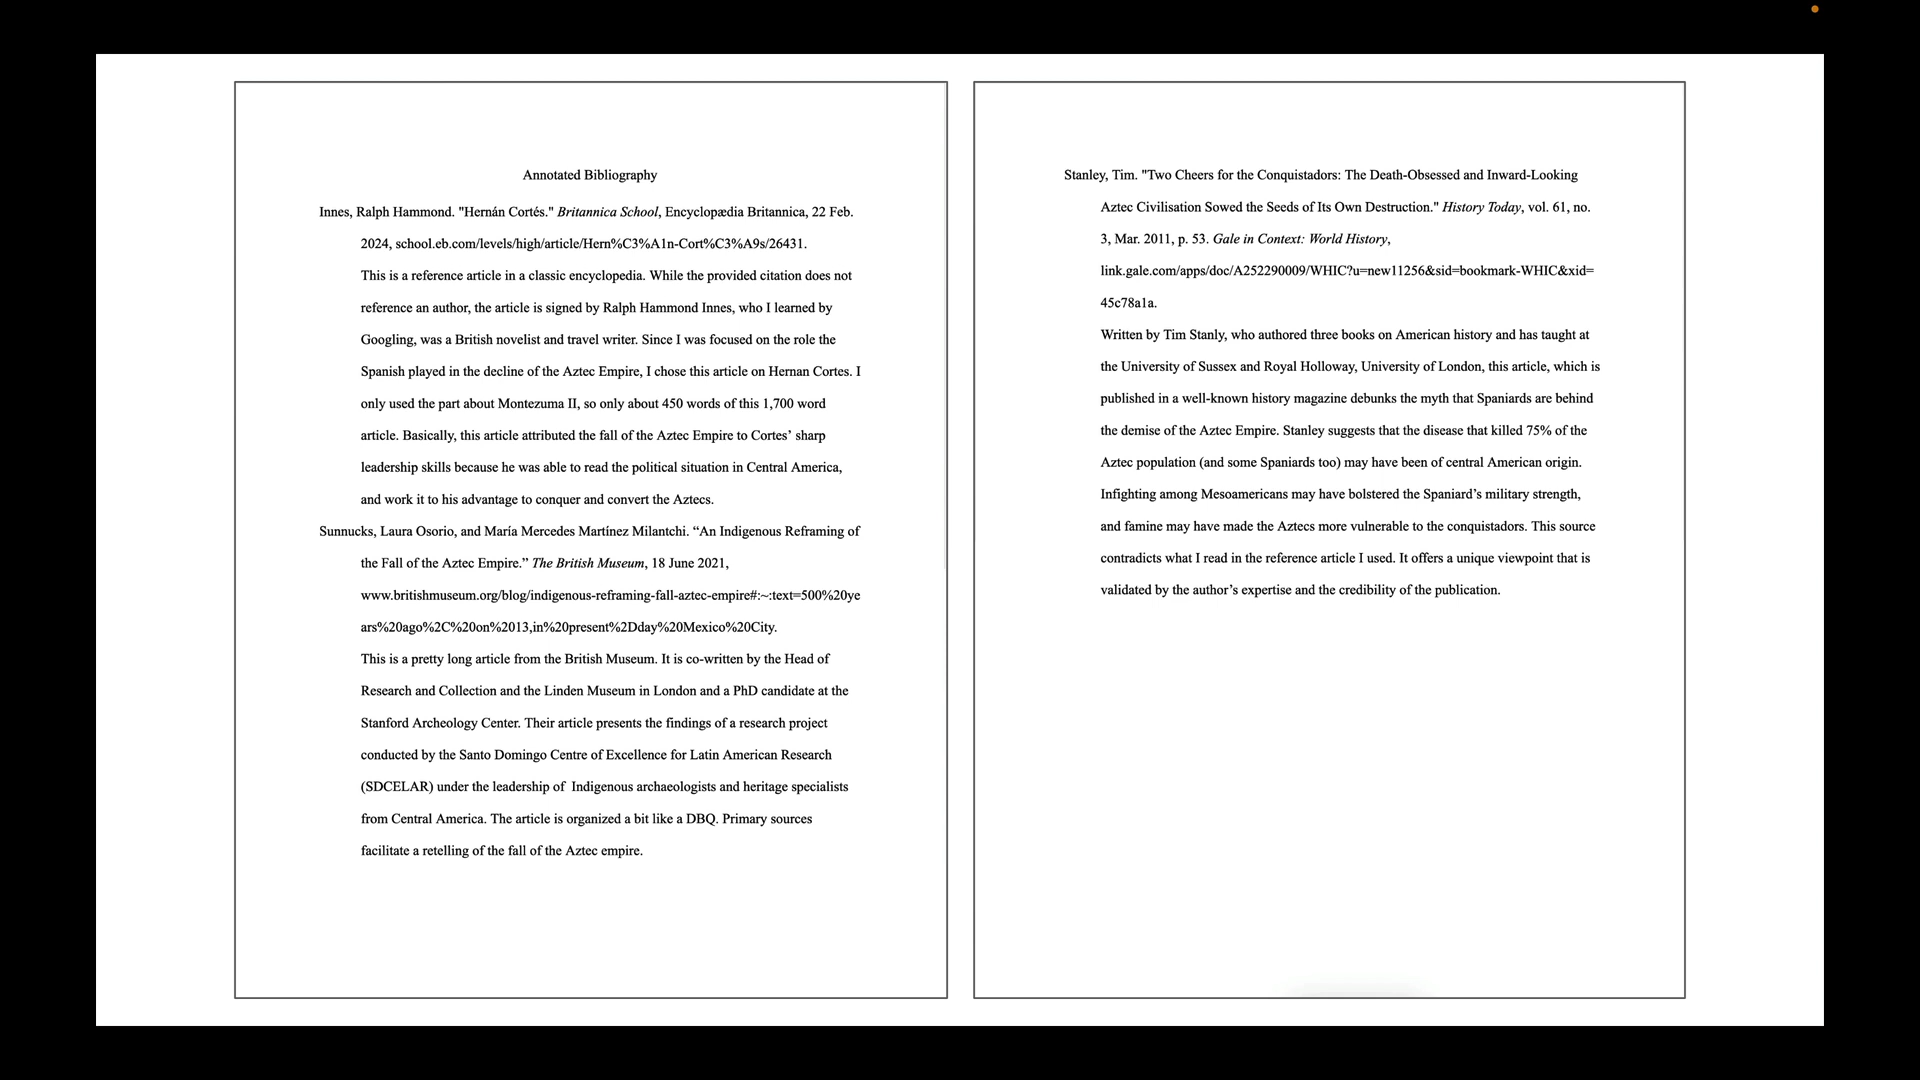 Annotated Bibliography
Innes, Ralph Hammond. "Hernán Cortés." Britannica School, Encyclopædia Britannica, 22 Feb.
2024, school.eb.com/levels/high/article/Hern%C3%A1n-Cort%C3%A9s/26431.
This is a reference article in a classic encyclopedia. While the provided citation does not
reference an author, the article is signed by Ralph Hammond Innes, who I learned by
Googling, was a British novelist and travel writer. Since I was focused on the role the
Spanish played in the decline of the Aztec Empire, I chose this article on Hernan Cortes. I
only used the part about Montezuma II, so only about 450 words of this 1,700 word
article. Basically, this article attributed the fall of the Aztec Empire to Cortes’ sharp
leadership skills because he was able to read the political situation in Central America,
and work it to his advantage to conquer and convert the Aztecs.
Sunnucks, Laura Osorio, and María Mercedes Martínez Milantchi. “An Indigenous Reframing of
the Fall of the Aztec Empire.” The British Museum, 18 June 2021,
www.britishmuseum.org/blog/indigenous-reframing-fall-aztec-empire#:~:text=500%20ye
ars%20ago%2C%20on%2013,in%20present%2Dday%20Mexico%20City.
This is a pretty long article from the British Museum. It is co-written by the Head of
Research and Collection and the Linden Museum in London and a PhD candidate at the
Stanford Archeology Center. Their article presents the findings of a research project
conducted by the Santo Domingo Centre of Excellence for Latin American Research
(SDCELAR) under the leadership of  Indigenous archaeologists and heritage specialists
from Central America. The article is organized a bit like a DBQ. Primary sources
facilitate a retelling of the fall of the Aztec empire.
Stanley, Tim. "Two Cheers for the Conquistadors: The Death-Obsessed and Inward-Looking
Aztec Civilisation Sowed the Seeds of Its Own Destruction." History Today, vol. 61, no.
3, Mar. 2011, p. 53. Gale in Context: World History,
link.gale.com/apps/doc/A252290009/WHIC?u=new11256&sid=bookmark-WHIC&xid=
45c78a1a.
Written by Tim Stanly, who authored three books on American history and has taught at
the University of Sussex and Royal Holloway, University of London, this article, which is
published in a well-known history magazine debunks the myth that Spaniards are behind
the demise of the Aztec Empire. Stanley suggests that the disease that killed 75% of the
Aztec population (and some Spaniards too) may have been of central American origin.
Infighting among Mesoamericans may have bolstered the Spaniard’s military strength,
and famine may have made the Aztecs more vulnerable to the conquistadors. This source
contradicts what I read in the reference article I used. It offers a unique viewpoint that is
validated by the author’s expertise and the credibility of the publication.